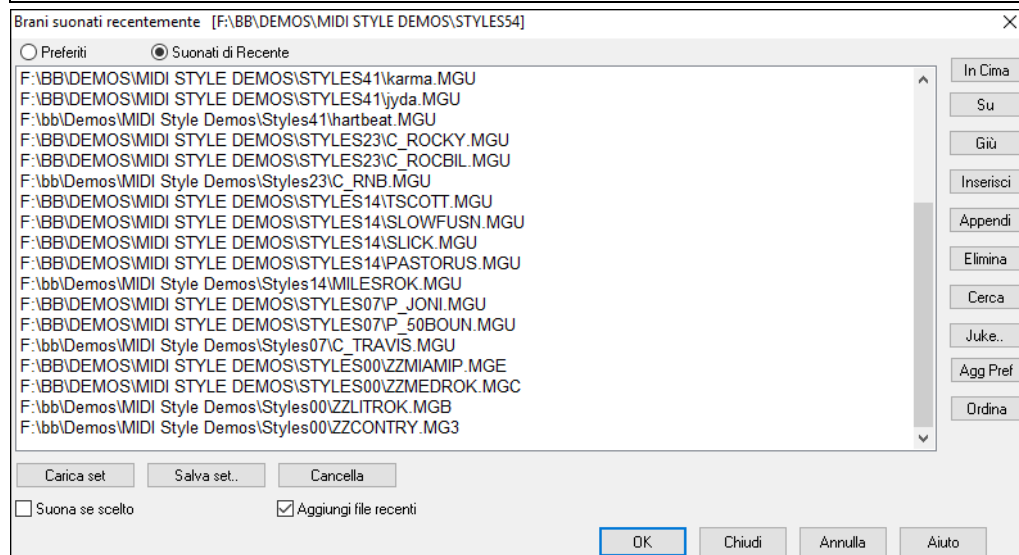 Brani suonati recentemente [F:\BB\DEMOS\MIDI STYLE DEMOS\STYLES54]
Preferiti Suonati di Recente
F:\BB\DEMOS\MIDI STYLE DEMOS\STYLES41\karma.MGU
F:\BB\DEMOS\MIDI STYLE DEMOS\STYLES41\jyda.MGU
F:\bb\Demos\MIDI Style Demos\Styles41\hartbeat.MGU
F:\BB\DEMOS\MIDI STYLE DEMOS\STYLES23\C_ROCKY.MGU
F:\BB\DEMOS\MIDI STYLE DEMOS\STYLES23\C_ROCBIL.MGU
F:\bb\Demos\MIDI Style Demos\Styles23\C_RNB.MGU
F:\BB\DEMOS\MIDI STYLE DEMOS\STYLES14\TSCOTT.MGU
F:\BB\DEMOS\MIDI STYLE DEMOS\STYLES14\SLOWFUSN.MGU
F:\BB\DEMOS\MIDI STYLE DEMOS\STYLES14\SLICK.MGU
F:\BB\DEMOS\MIDI STYLE DEMOS\STYLES14\PASTORUS.MGU
F:\bb\Demos\MIDI Style Demos\Styles14\MILESROK.MGU
F:\BB\DEMOS\MIDI STYLE DEMOS\STYLES07\P_JONI.MGU
F:\BB\DEMOS\MIDI STYLE DEMOS\STYLES07\P_50BOUN.MGU
F:\bb\Demos\MIDI Style Demos\Styles07\C_TRAVIS.MGU
F:\BB\DEMOS\MIDI STYLE DEMOS\STYLES00\ZZMIAMIP.MGE
F:\BB\DEMOS\MIDI STYLE DEMOS\STYLES00\ZZMEDROK.MGC
F:\bb\Demos\MIDI Style Demos\Styles00\ZZLITROK.MGB
F:\bb\Demos\MIDI Style Demos\Styles00\ZZCONTRY.MG3
In Cima
Su
Giù
Inserisci
Appendi
Elimina
Cerca
Juke..
Agg Pref
Ordina
Carica set Salva set.. Cancella
Suona se scelto Aggiungi file recenti
OK Chiudi Annulla Aiuto